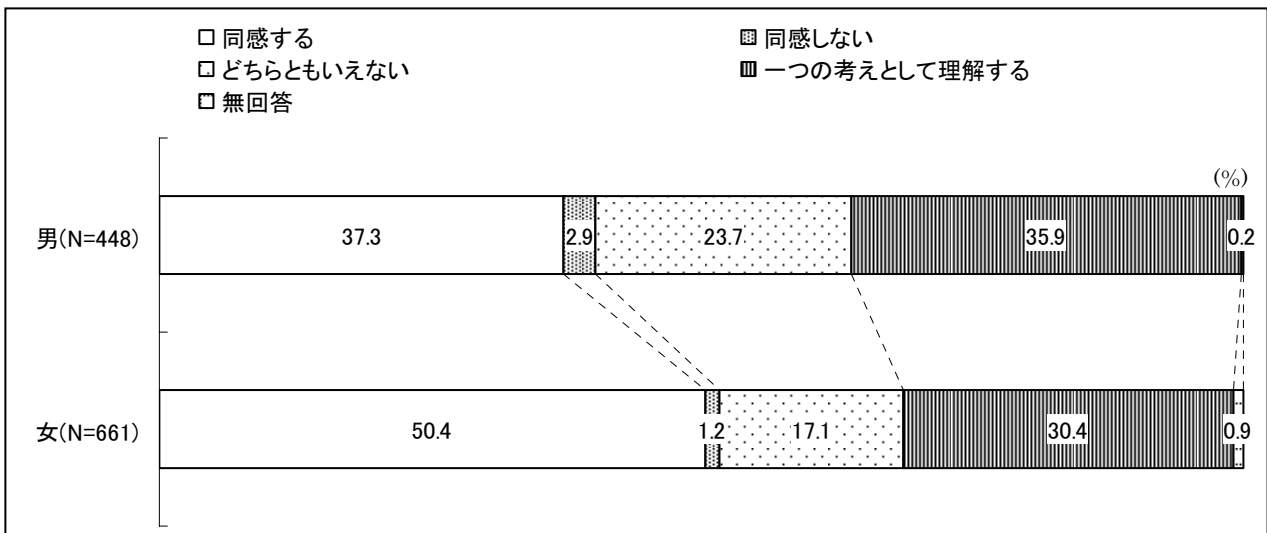 同感する 同感しない
どちらともいえない 一つの考えとして理解する
無回答
(%)
男(N=448) 37.3 2.9 23.7 35.9 0.2
女(N=661) 50.4 1.2 17.1 30.4 0.9